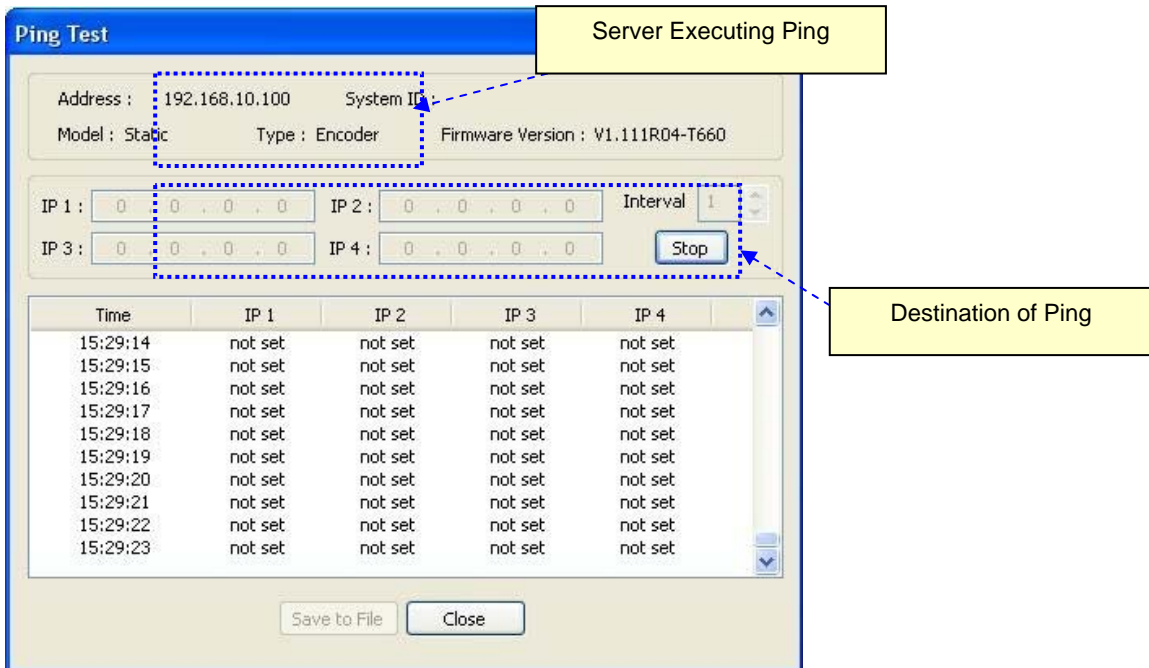 Ping Test
Server Executing Ping
Address : 192.168.10.100 System ID :
Model : Static Type : Encoder Firmware Version : V1.111R04-T660
IP 1 : 0 . 0 . 0 . 0 IP 2 : 0 . 0 . 0 . 0 Interval 1
IP 3 : 0 . 0 . 0 . 0 IP 4 : 0 . 0 . 0 . 0 Stop
Destination of Ping
Time IP 1 IP 2 IP 3 IP 4
15:29:14 not set not set not set not set
15:29:15 not set not set not set not set
15:29:16 not set not set not set not set
15:29:17 not set not set not set not set
15:29:18 not set not set not set not set
15:29:19 not set not set not set not set
15:29:20 not set not set not set not set
15:29:21 not set not set not set not set
15:29:22 not set not set not set not set
15:29:23 not set not set not set not set
Save to File Close